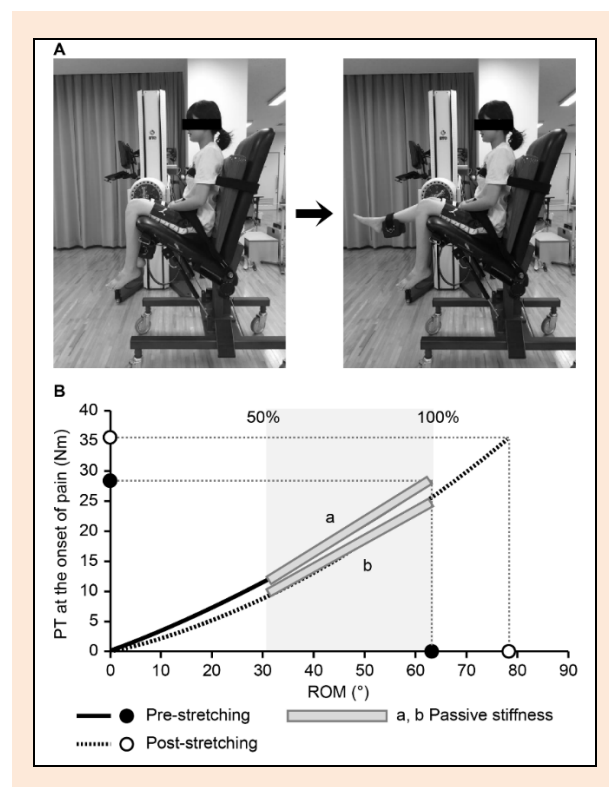 A
B
50% 100%
40
35
30
25
20
15
10
5
0
PT at the onset of pain (Nm)
a
b
0 10 20 30 40 50 60 70 80 90
ROM (°)
Pre-stretching a, b Passive stiffness
Post-stretching